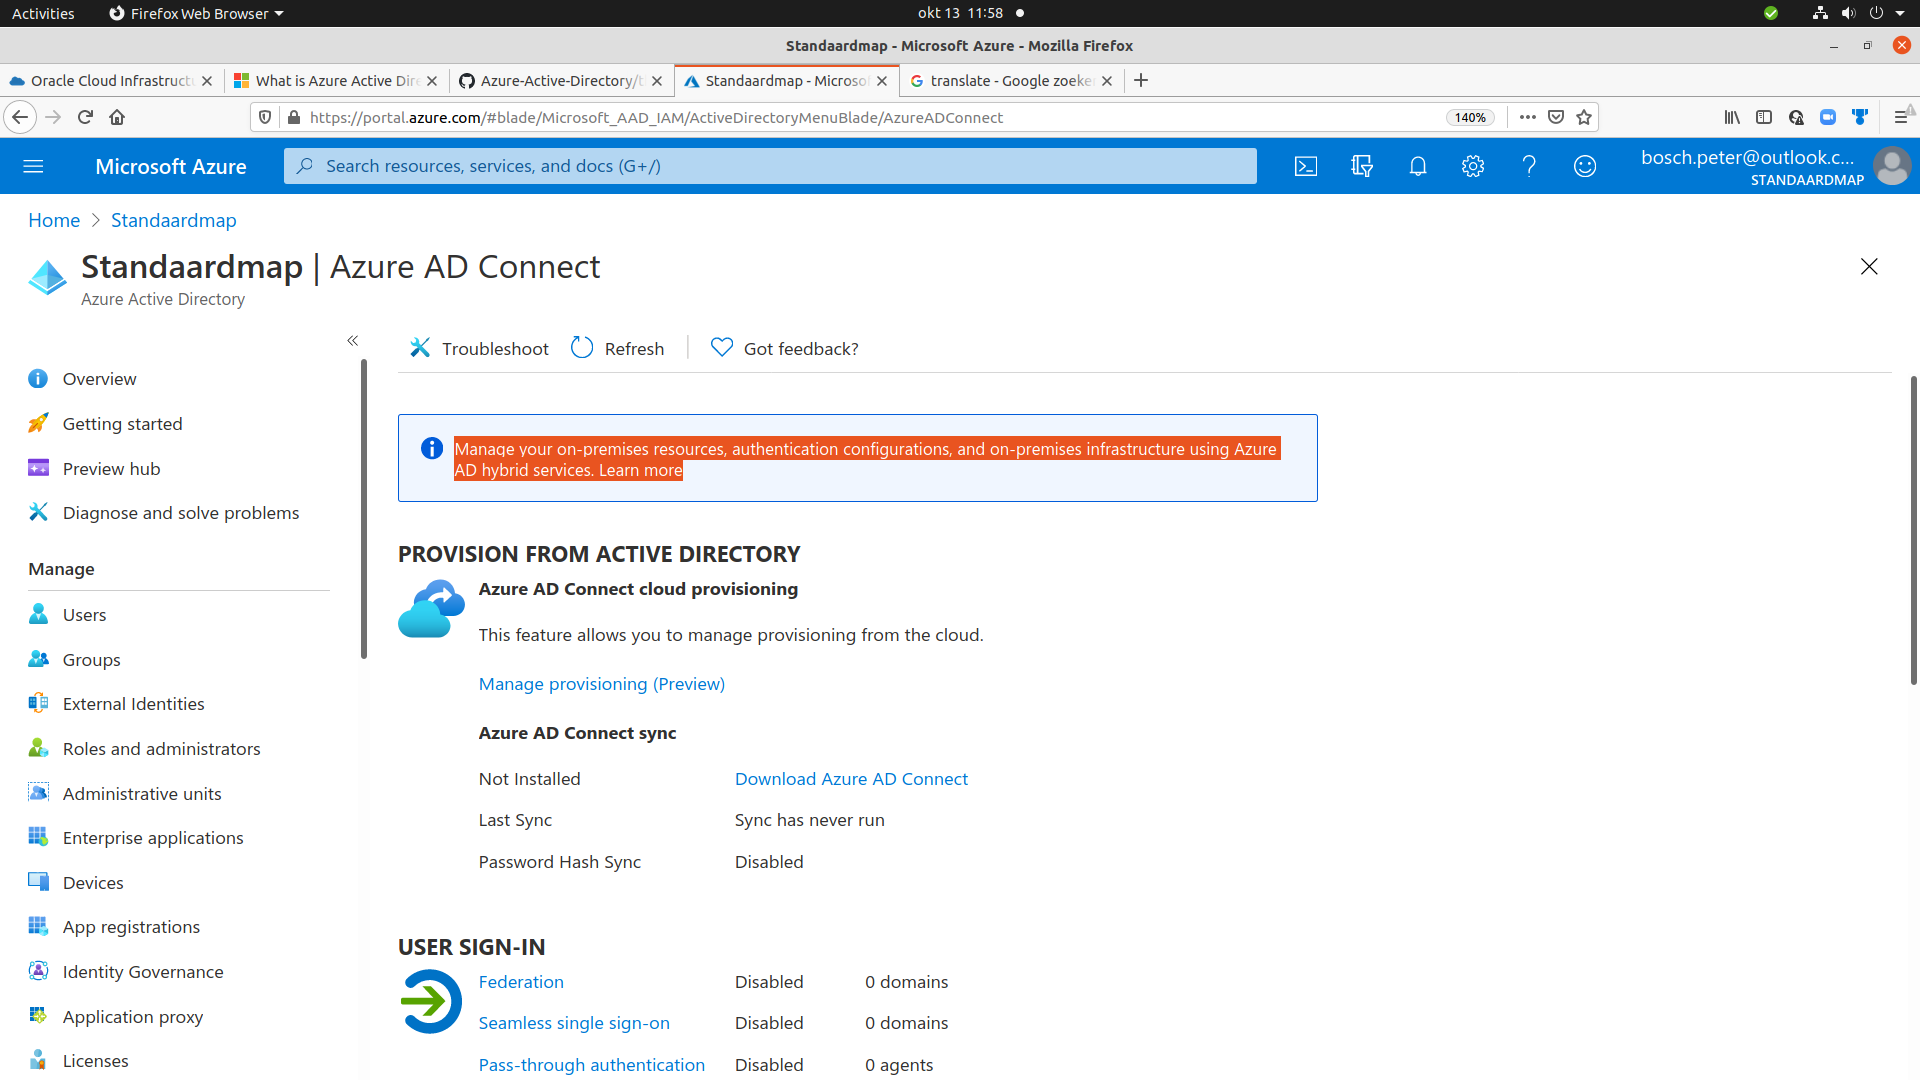 Activities
Firefox Web Browser
okt 13 11:58
Standaardmap - Microsoft Azure - Mozilla Firefox
Oracle Cloud Infrastruct
What is Azure Active Dire
Azure-Active-Directory/t
Standaardmap - Microso
translate - Google zoeke
https://portal.azure.com/#blade/Microsoft_AAD_IAM/ActiveDirectoryMenuBlade/AzureADConnect
140%
Microsoft Azure
Search resources, services, and docs (G+/)
bosch.peter@outlook.c...
STANDAARDMAP
Home > Standaardmap
Standaardmap | Azure AD Connect
Azure Active Directory
«
Troubleshoot
Refresh
Got feedback?
Overview
Getting started
Preview hub
Diagnose and solve problems
Manage
Users
Groups
External Identities
Roles and administrators
Administrative units
Enterprise applications
Devices
App registrations
Identity Governance
Application proxy
Licenses
Manage your on-premises resources, authentication configurations, and on-premises infrastructure using Azure
AD hybrid services. Learn more
PROVISION FROM ACTIVE DIRECTORY
Azure AD Connect cloud provisioning
This feature allows you to manage provisioning from the cloud.
Manage provisioning (Preview)
Azure AD Connect sync
Not Installed Download Azure AD Connect
Last Sync Sync has never run
Password Hash Sync Disabled
USER SIGN-IN
Federation Disabled 0 domains
Seamless single sign-on Disabled 0 domains
Pass-through authentication Disabled 0 agents